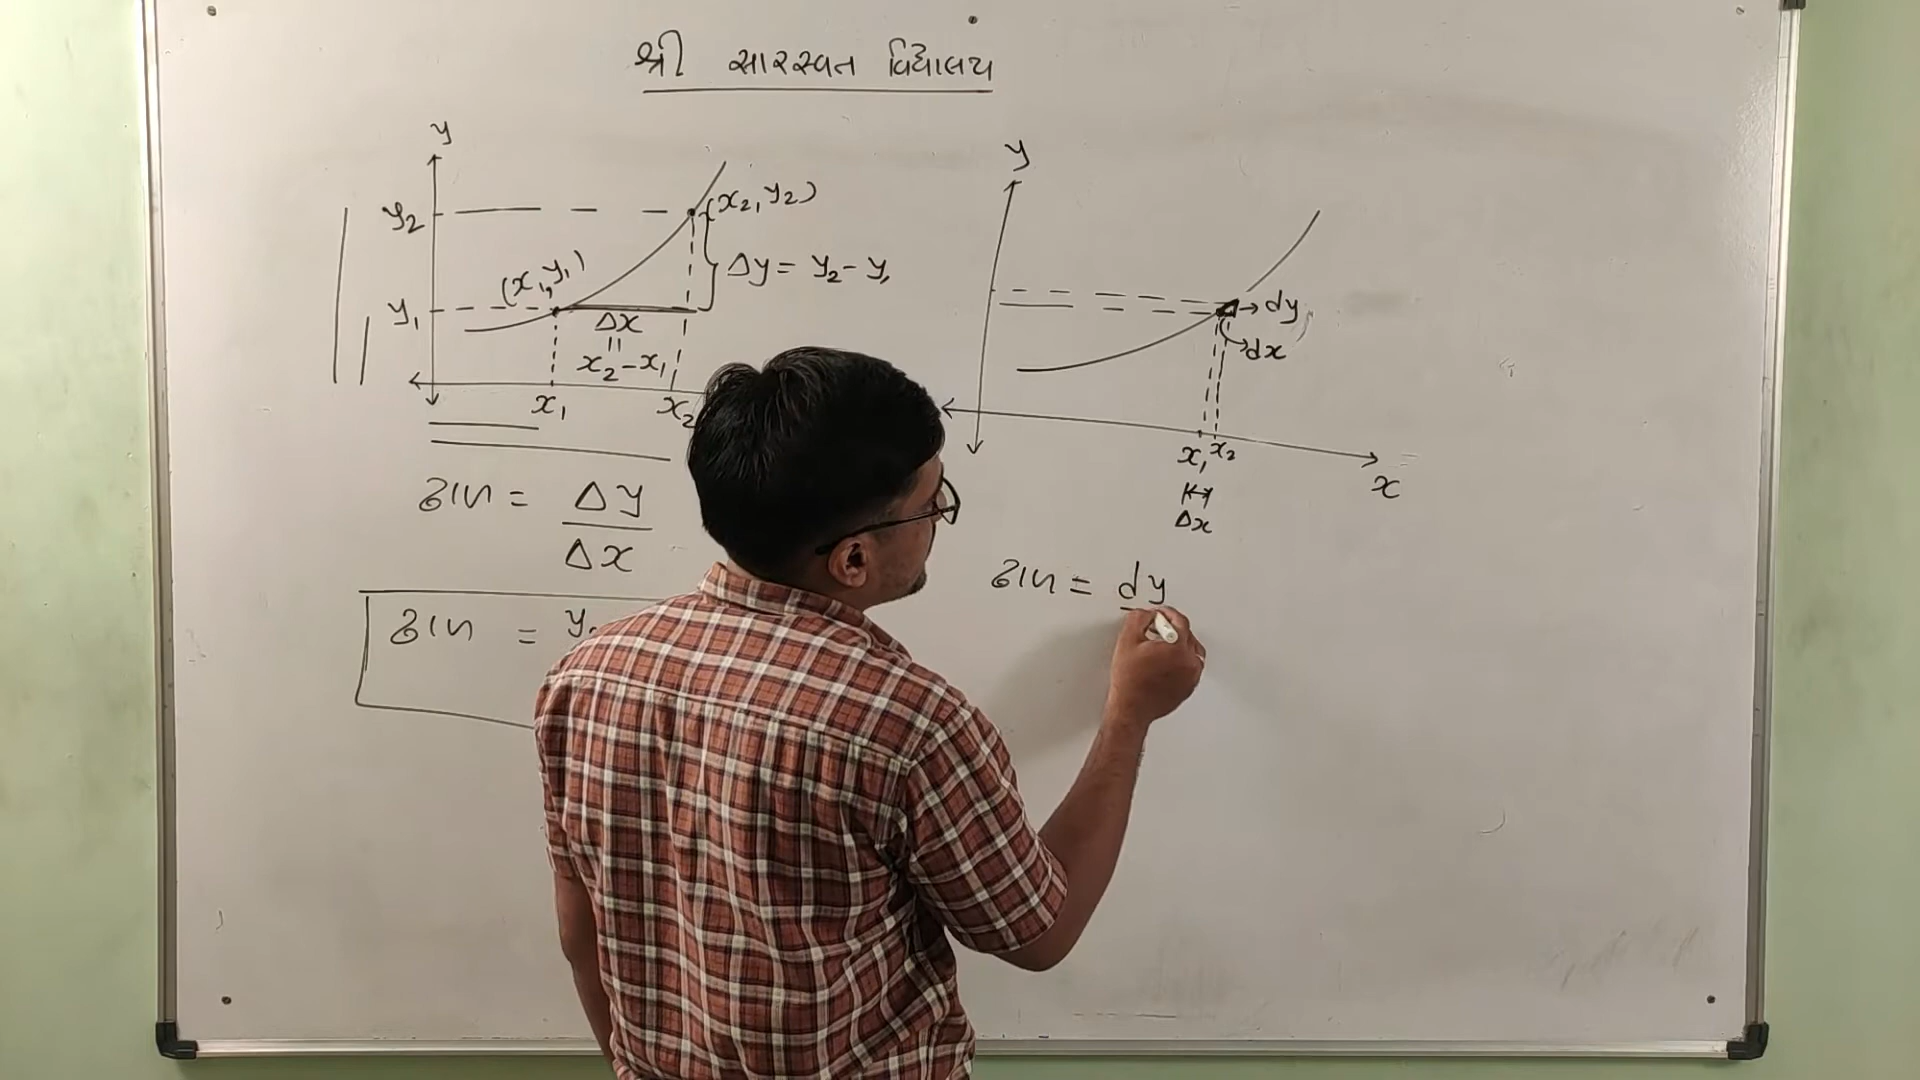 શ્રી સારસ્વત વિદ્યાલય
y
y₂
(x₂, y₂)
(x₁, y₁)
Δy = y₂ - y₁
y₁
Δx
||
x₂ - x₁
x₁
x₂
ઢાળ = Δy
Δx
ઢાળ = y₂
y
dy
dx
x₁ x₂
Δx
x
ઢાળ = dy